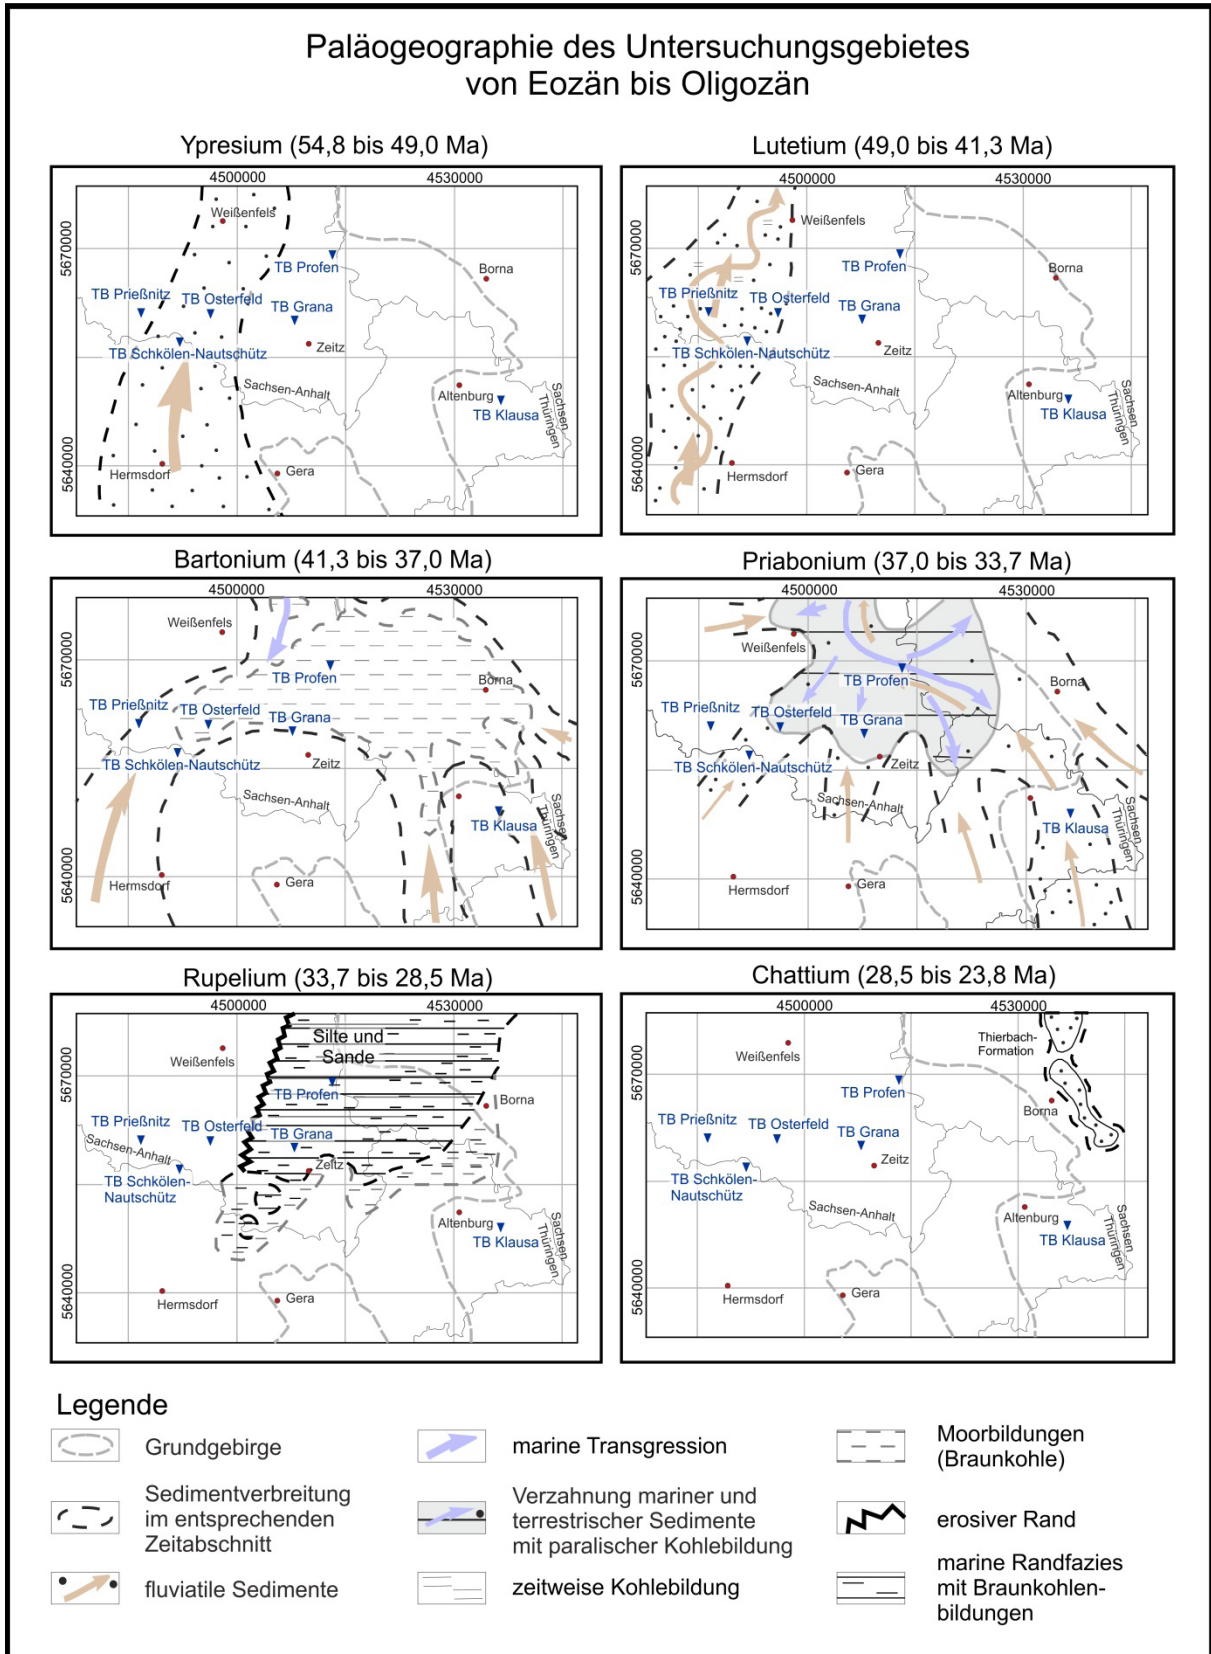 Paläogeographie des Untersuchungsgebietes
von Eozän bis Oligozän
Ypresium (54,8 bis 49,0 Ma)
4500000
4530000
5670000
5640000
Weißenfels
TB Profen
Borna
TB Prießnitz
TB Osterfeld
TB Grana
TB Schkölen-Nautschütz
Zeitz
Sachsen-Anhalt
Altenburg
TB Klausa
Sachsen
Thüringen
Hermsdorf
Gera
Lutetium (49,0 bis 41,3 Ma)
4500000
4530000
5670000
5640000
Weißenfels
TB Profen
Borna
TB Prießnitz
TB Osterfeld
TB Grana
TB Schkölen-Nautschütz
Zeitz
Sachsen-Anhalt
Altenburg
TB Klausa
Sachsen
Thüringen
Hermsdorf
Gera
Bartonium (41,3 bis 37,0 Ma)
4500000
4530000
5670000
5640000
Weißenfels
TB Profen
Borna
TB Prießnitz
TB Osterfeld
TB Grana
TB Schkölen-Nautschütz
Zeitz
Sachsen-Anhalt
TB Klausa
Sachsen
Thüringen
Hermsdorf
Gera
Priabonium (37,0 bis 33,7 Ma)
4500000
4530000
5670000
5640000
Weißenfels
TB Profen
Borna
TB Prießnitz
TB Osterfeld
TB Grana
TB Schkölen-Nautschütz
Zeitz
Sachsen-Anhalt
TB Klausa
Sachsen
Thüringen
Hermsdorf
Gera
Rupelium (33,7 bis 28,5 Ma)
4500000
4530000
5670000
5640000
Silte und
Sande
Weißenfels
TB Profen
Borna
TB Prießnitz
TB Osterfeld
TB Grana
Sachsen-Anhalt
TB Schkölen-
Nautschütz
Zeitz
Altenburg
TB Klausa
Sachsen
Thüringen
Hermsdorf
Gera
Chattium (28,5 bis 23,8 Ma)
4500000
4530000
5670000
5640000
Thierbach-
Formation
Weißenfels
TB Profen
Borna
TB Prießnitz
TB Osterfeld
TB Grana
TB Schkölen-
Nautschütz
Zeitz
Sachsen-Anhalt
Altenburg
TB Klausa
Sachsen
Thüringen
Hermsdorf
Gera
Legende
Grundgebirge
Sedimentverbreitung
im entsprechenden
Zeitabschnitt
fluviatile Sedimente
marine Transgression
Verzahnung mariner und
terrestrischer Sedimente
mit paralischer Kohlebildung
zeitweise Kohlebildung
Moorbildungen
(Braunkohle)
erosiver Rand
marine Randfazies
mit Braunkohlen-
bildungen